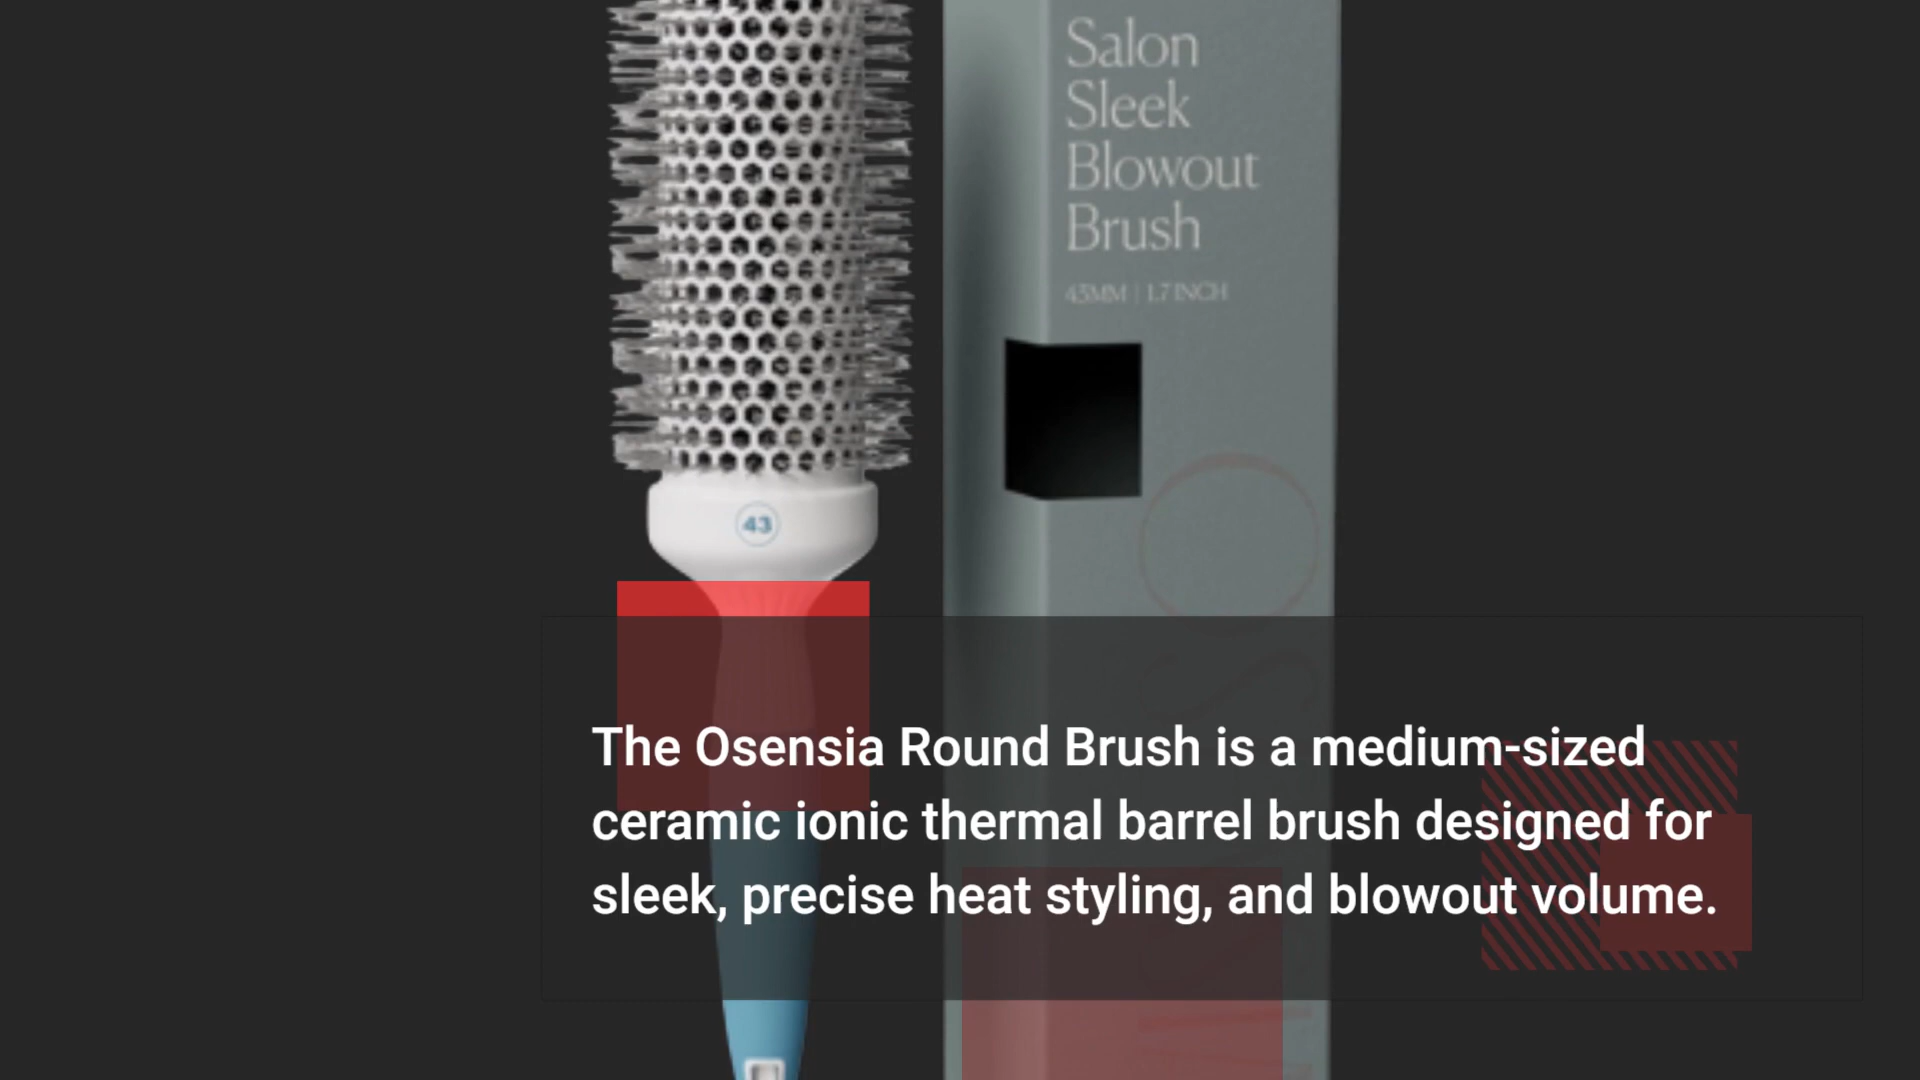 Salon
Sleek
Blowout
Brush
43MM | 1.7 INCH
43
The Osensia Round Brush is a medium-sized
ceramic ionic thermal barrel brush designed for
sleek, precise heat styling, and blowout volume.